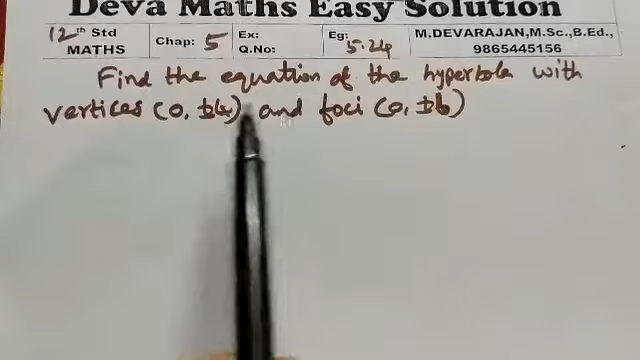 Deva Maths Easy Solution
12th Std MATHS
Chap: 5
Ex: Q.No:
Eg: 5.24
M.DEVARAJAN,M.Sc.,B.Ed., 9865445156
Find the equation of the hyperbola with
vertices (0, ±4) and foci (0, ±6)